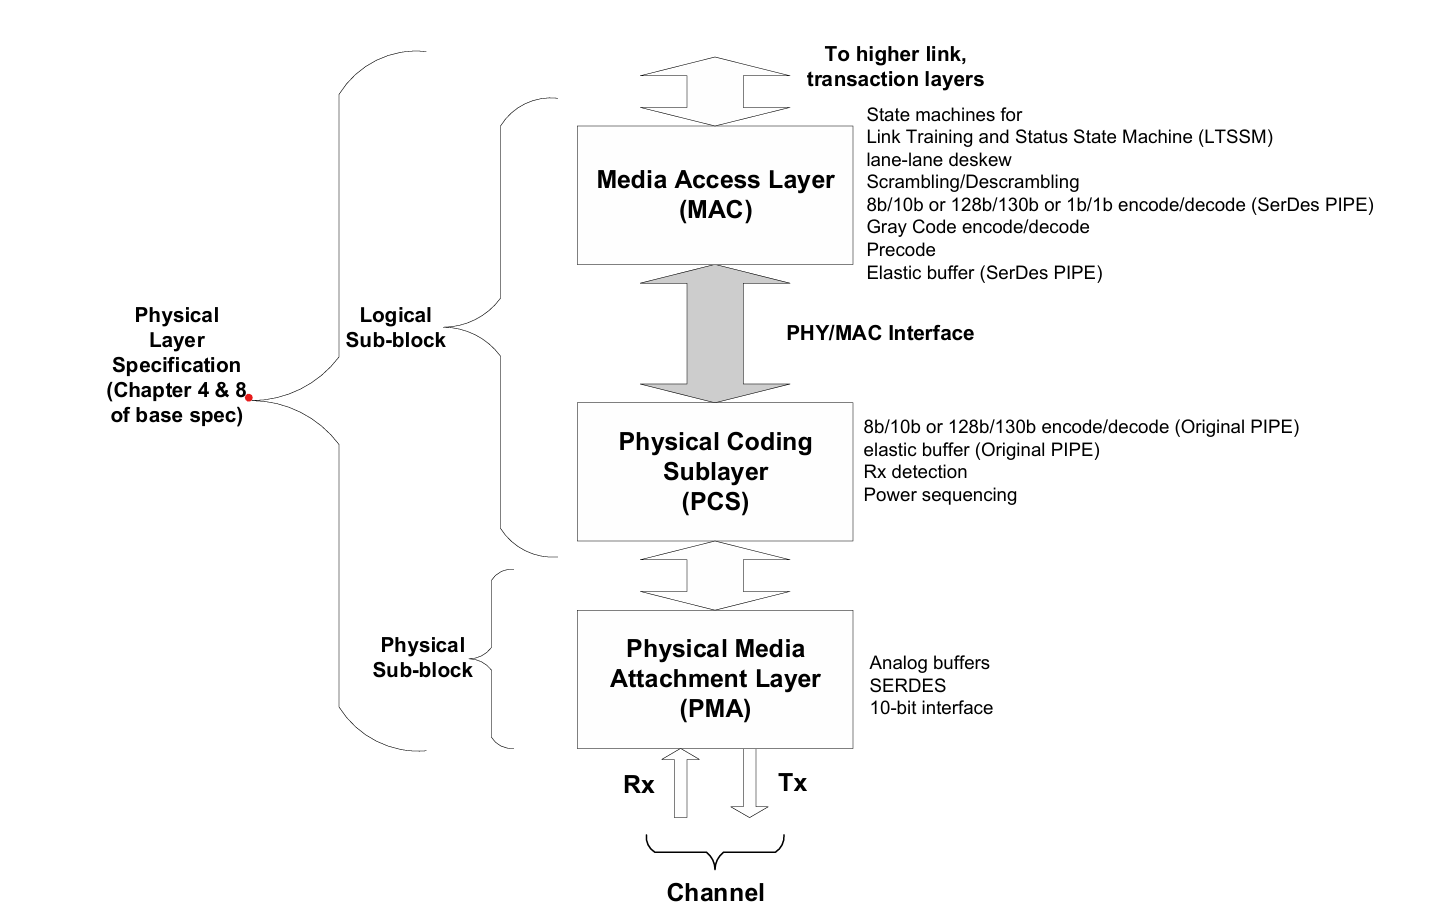 To higher link,
transaction layers
State machines for
Link Training and Status State Machine (LTSSM)
lane-lane deskew
Scrambling/Descrambling
8b/10b or 128b/130b or 1b/1b encode/decode (SerDes PIPE)
Gray Code encode/decode
Precode
Elastic buffer (SerDes PIPE)
Media Access Layer
(MAC)
Physical
Layer
Specification
(Chapter 4 & 8
of base spec)
Logical
Sub-block
PHY/MAC Interface
Physical Coding
Sublayer
(PCS)
8b/10b or 128b/130b encode/decode (Original PIPE)
elastic buffer (Original PIPE)
Rx detection
Power sequencing
Physical
Sub-block
Physical Media
Attachment Layer
(PMA)
Analog buffers
SERDES
10-bit interface
Rx
Tx
Channel